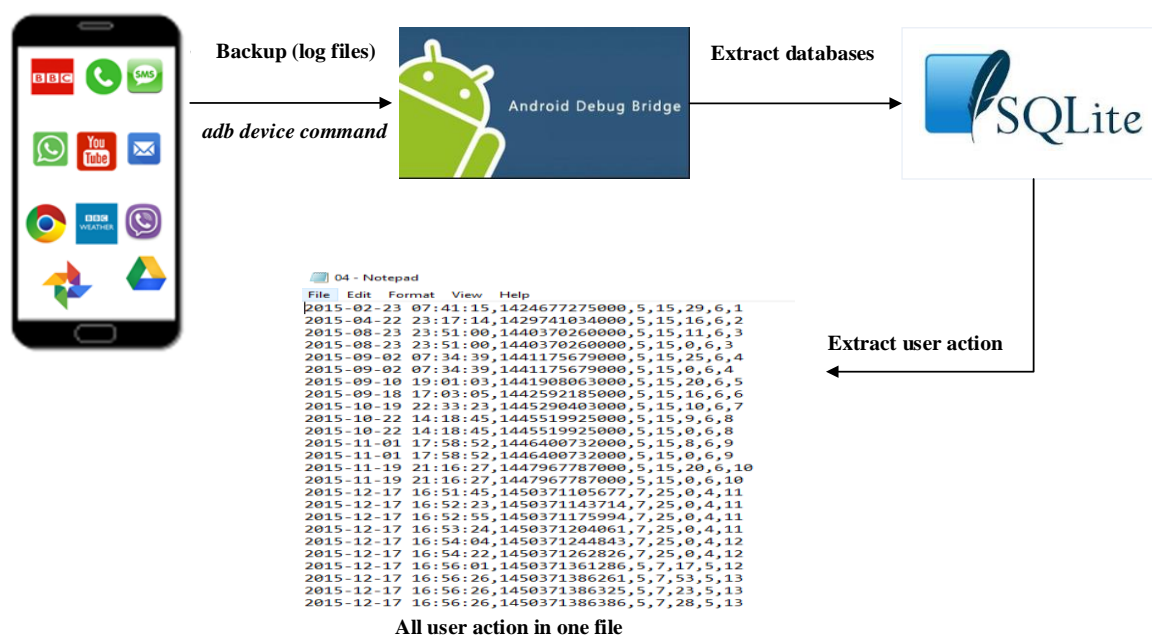 Backup (log files)
Extract databases
adb device command
Android Debug Bridge
SQLite
BBC
SMS
You
Tube
BBC
WEATHER
04 - Notepad
File Edit Format View Help
2015-02-23 07:41:15,1424677275000,5,15,29,6,1
2015-04-22 23:17:14,1429741034000,5,15,16,6,2
2015-08-23 23:51:00,1440370260000,5,15,11,6,3
2015-08-23 23:51:00,1440370260000,5,15,0,6,3
2015-09-02 07:34:39,1441175679000,5,15,25,6,4
2015-09-02 07:34:39,1441175679000,5,15,0,6,4
2015-09-10 19:01:03,1441908063000,5,15,20,6,5
2015-09-18 17:03:05,1442592185000,5,15,16,6,6
2015-10-19 22:33:23,1445290403000,5,15,10,6,7
2015-10-22 14:18:45,1445519925000,5,15,9,6,8
2015-10-22 14:18:45,1445519925000,5,15,0,6,8
2015-11-01 17:58:52,1446400732000,5,15,8,6,9
2015-11-01 17:58:52,1446400732000,5,15,0,6,9
2015-11-19 21:16:27,1447967787000,5,15,20,6,10
2015-11-19 21:16:27,1447967787000,5,15,0,6,10
2015-12-17 16:51:45,1450371105677,7,25,0,4,11
2015-12-17 16:52:23,1450371143714,7,25,0,4,11
2015-12-17 16:52:55,1450371175994,7,25,0,4,11
2015-12-17 16:53:24,1450371204061,7,25,0,4,11
2015-12-17 16:54:04,1450371244843,7,25,0,4,12
2015-12-17 16:54:22,1450371262826,7,25,0,4,12
2015-12-17 16:56:01,1450371361286,5,7,17,5,12
2015-12-17 16:56:26,1450371386261,5,7,53,5,13
2015-12-17 16:56:26,1450371386325,5,7,23,5,13
2015-12-17 16:56:26,1450371386386,5,7,28,5,13
Extract user action
All user action in one file